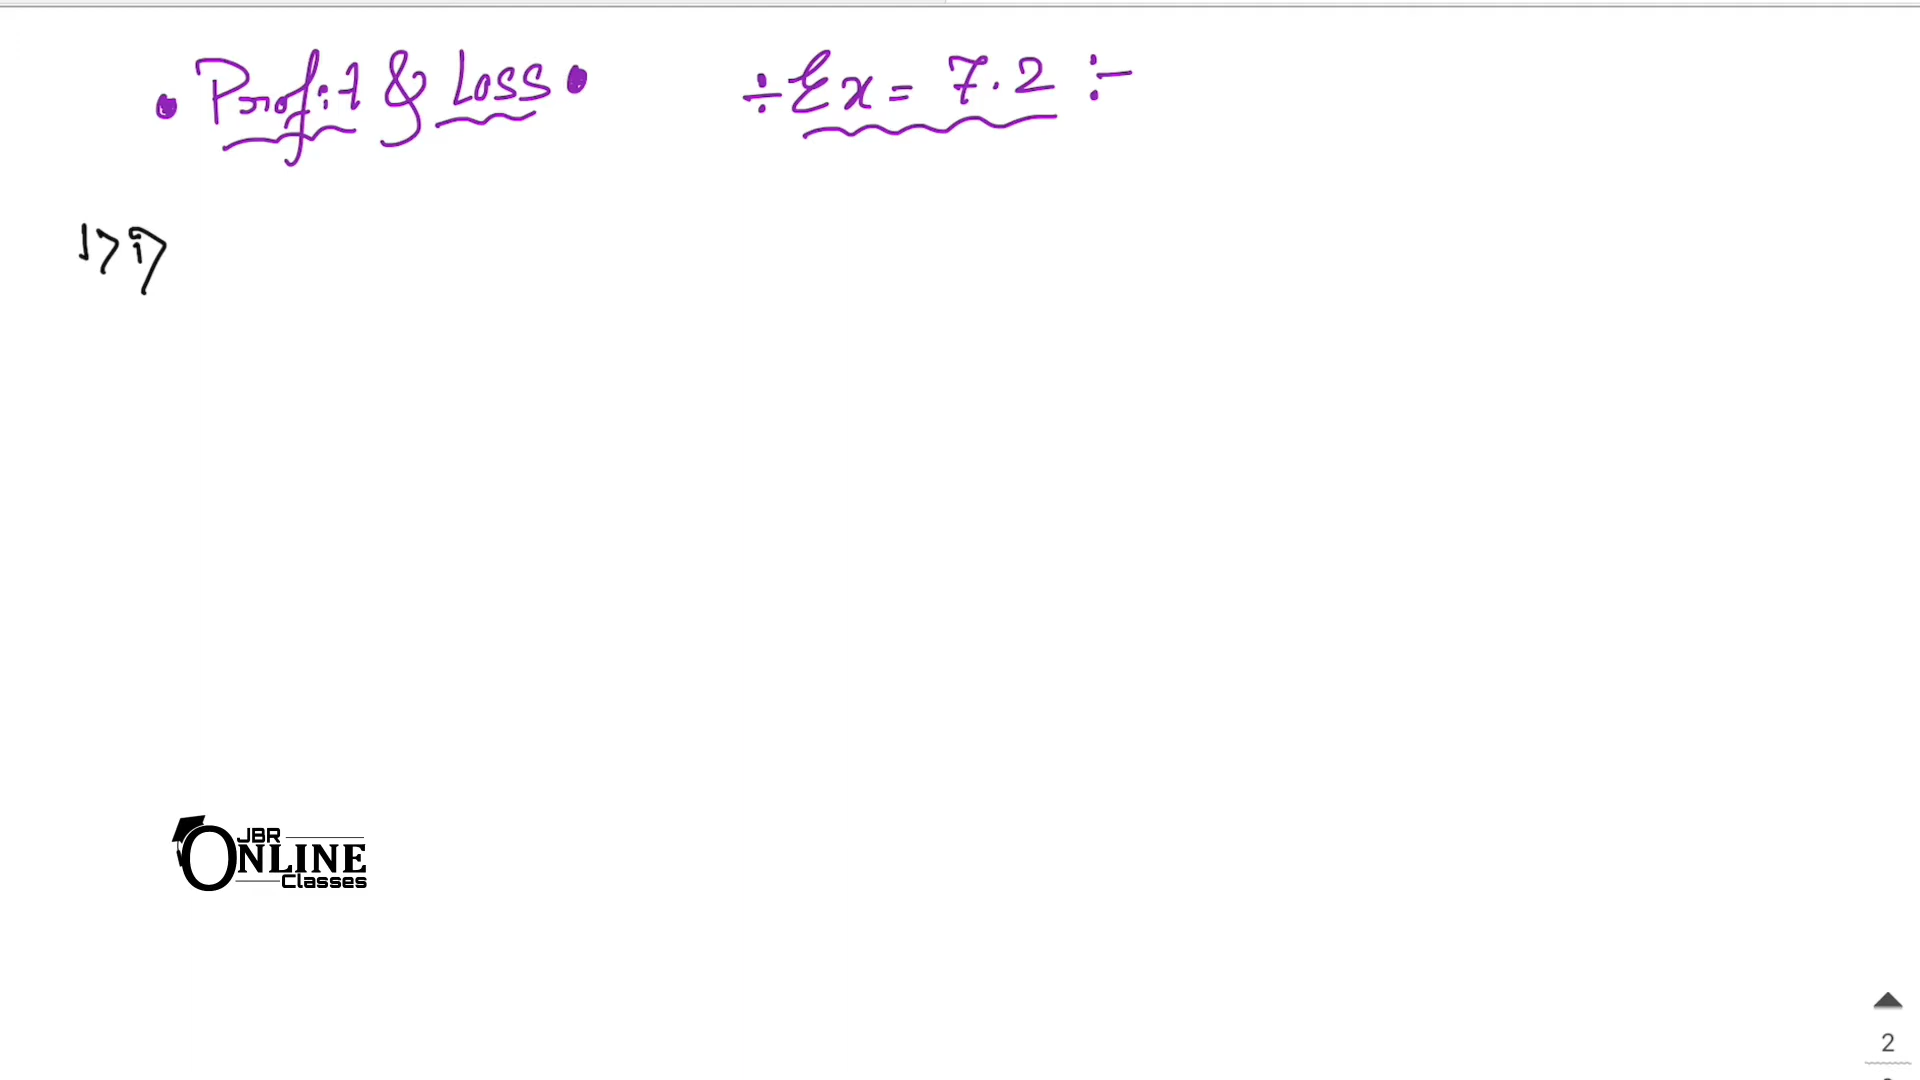 • Profit & Loss • ÷ Ex = 7.2 :-
1> i>
JBR
ONLINE
Classes
2